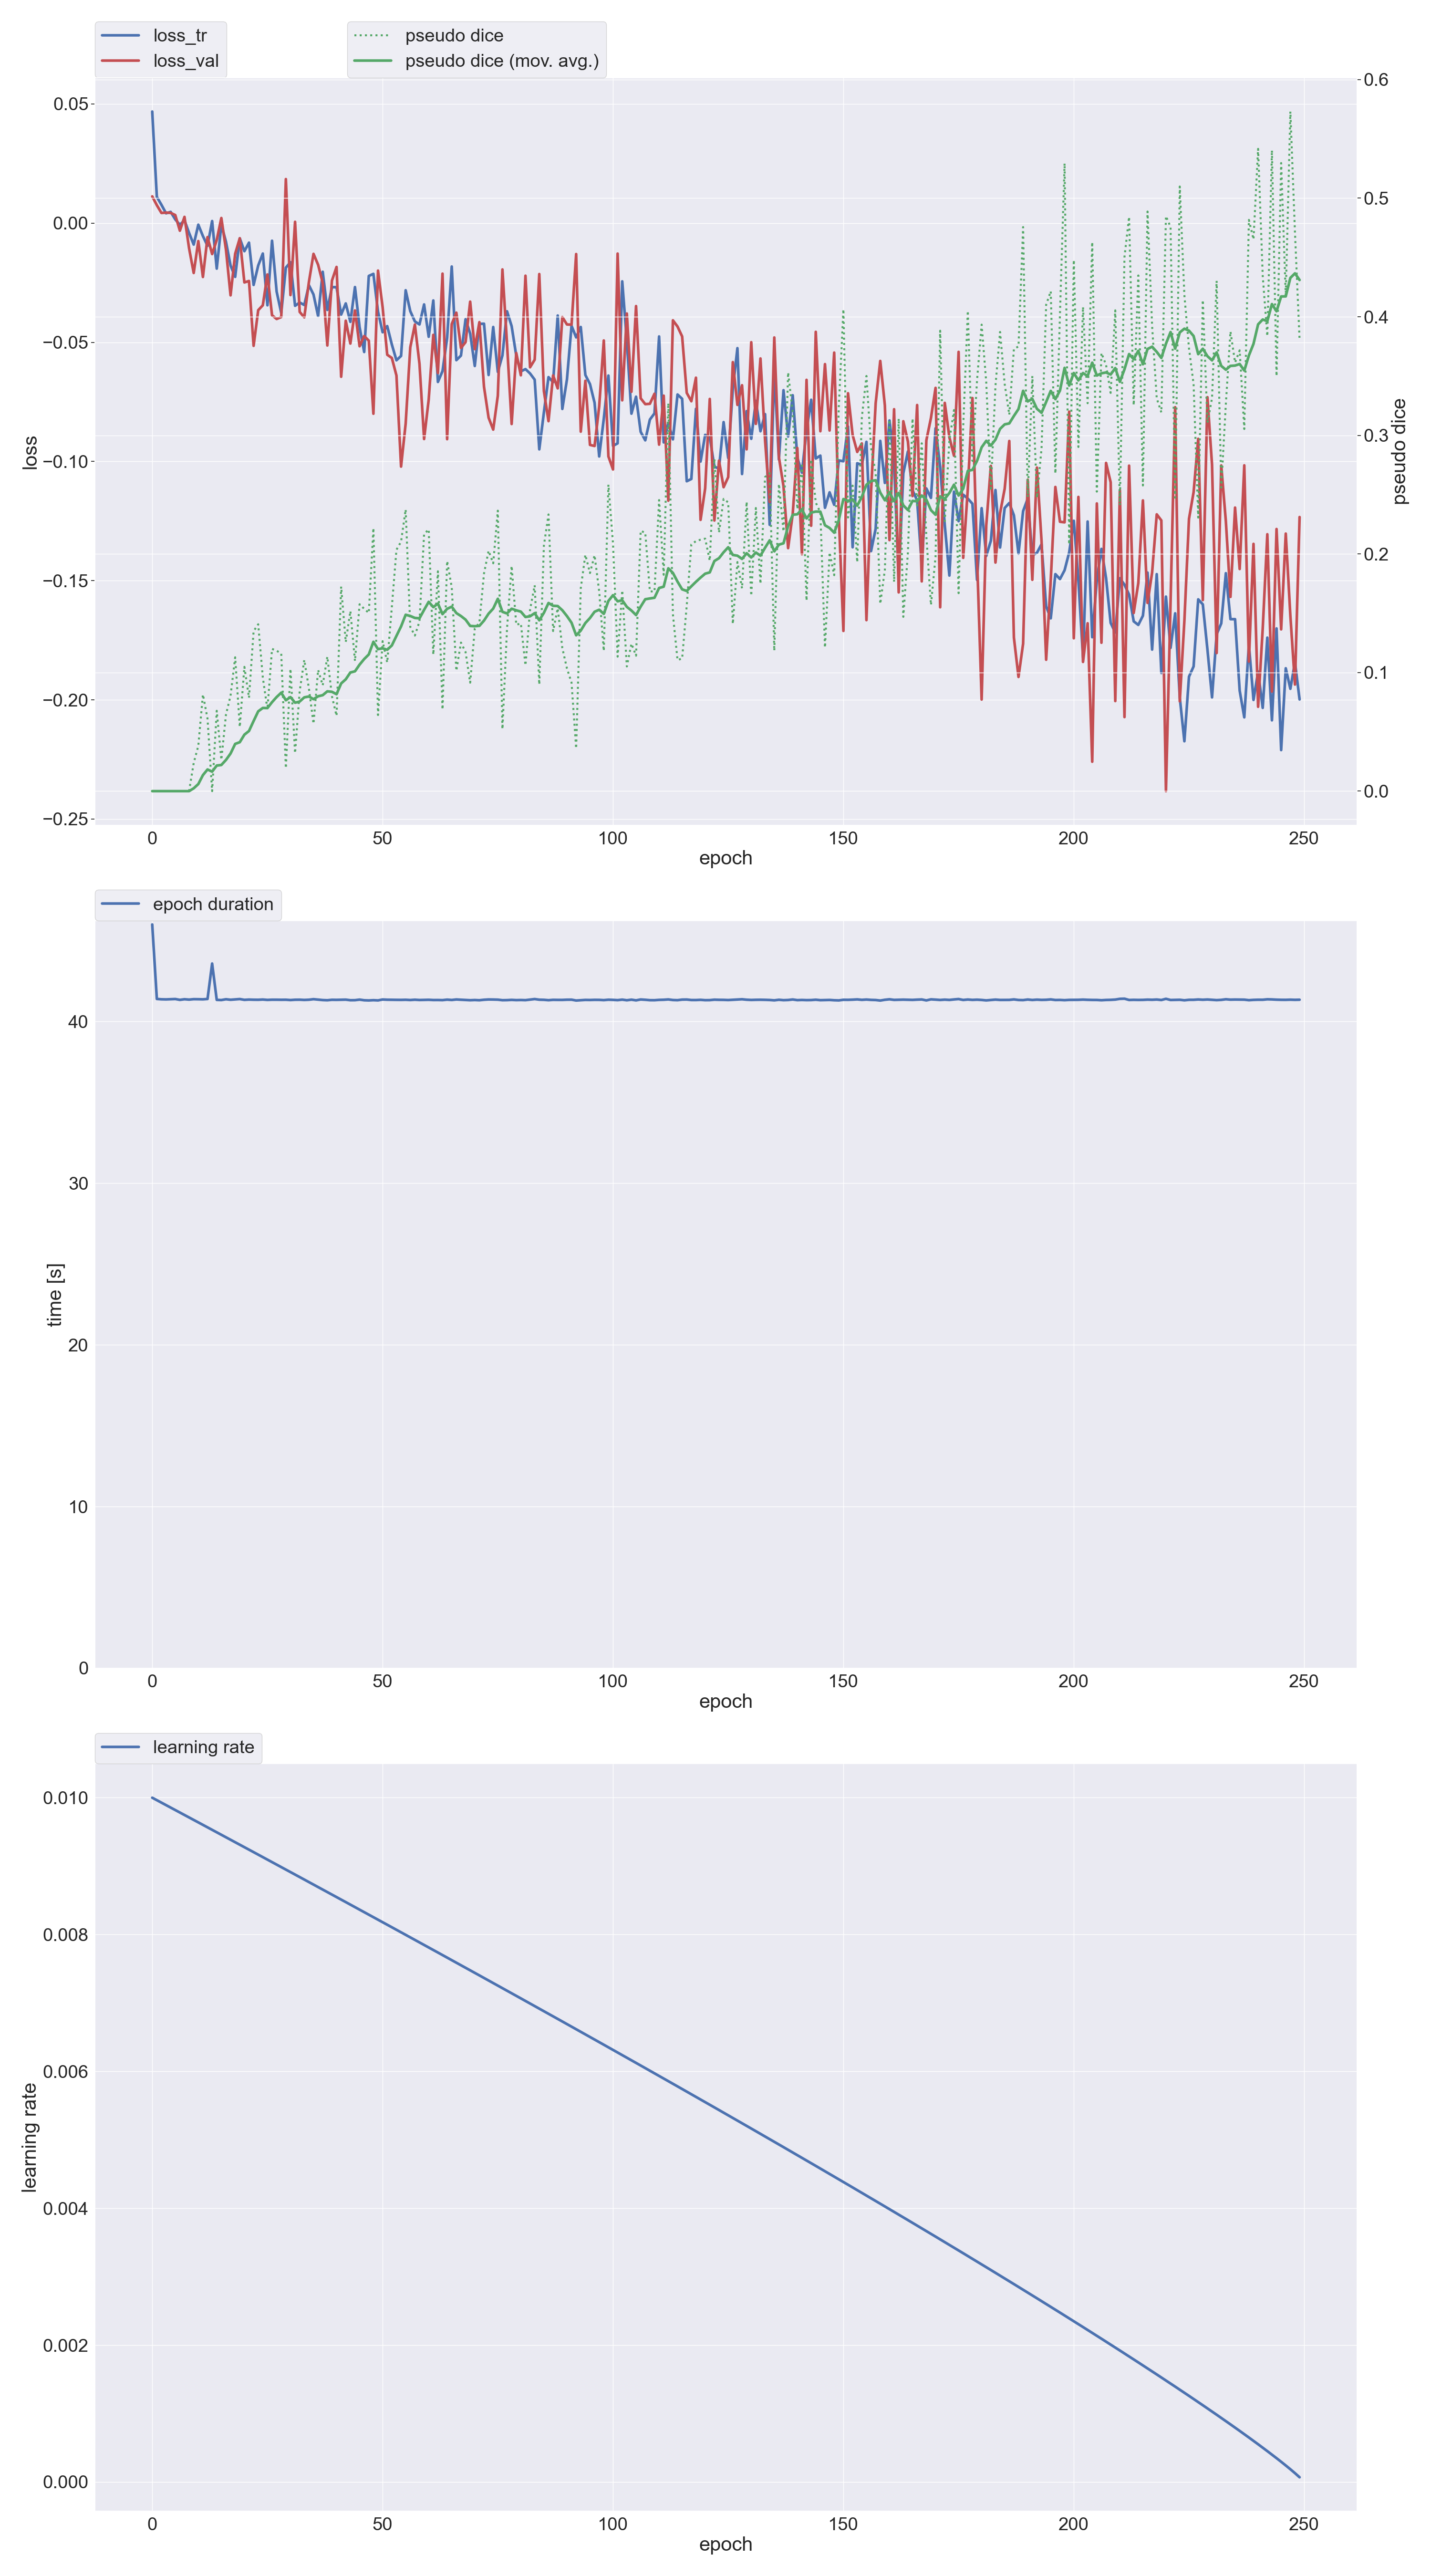 loss_tr
loss_val
pseudo dice
pseudo dice (mov. avg.)
0.05
0.00
−0.05
−0.10
−0.15
−0.20
−0.25
loss
0.6
0.5
0.4
0.3
0.2
0.1
0.0
pseudo dice
0 50 100 150 200 250
epoch
epoch duration
40
30
20
10
0
time [s]
0 50 100 150 200 250
epoch
learning rate
0.010
0.008
0.006
0.004
0.002
0.000
learning rate
0 50 100 150 200 250
epoch